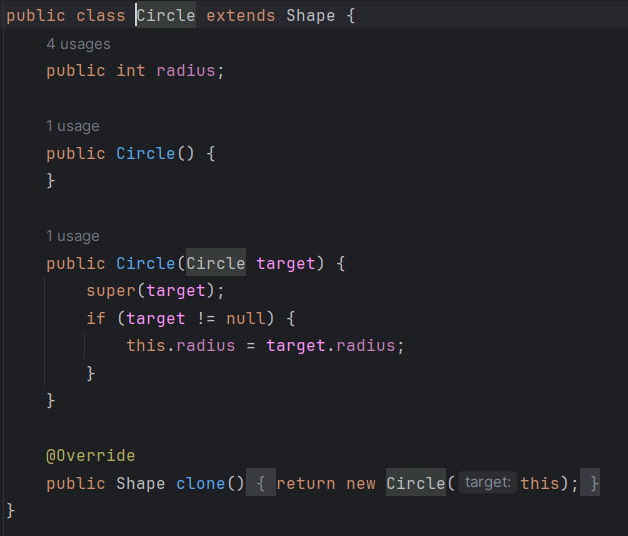 public class Circle extends Shape {
4 usages
public int radius;
1 usage
public Circle() {
}
1 usage
public Circle(Circle target) {
super(target);
if (target != null) {
this.radius = target.radius;
}
}
@Override
public Shape clone() { return new Circle( target: this); }
}